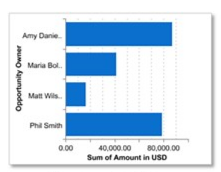 Opportunity Owner
Amy Danie..
Maria Bol..
Matt Wils..
Phil Smith
0.00 40,000.00 80,000.00
Sum of Amount in USD